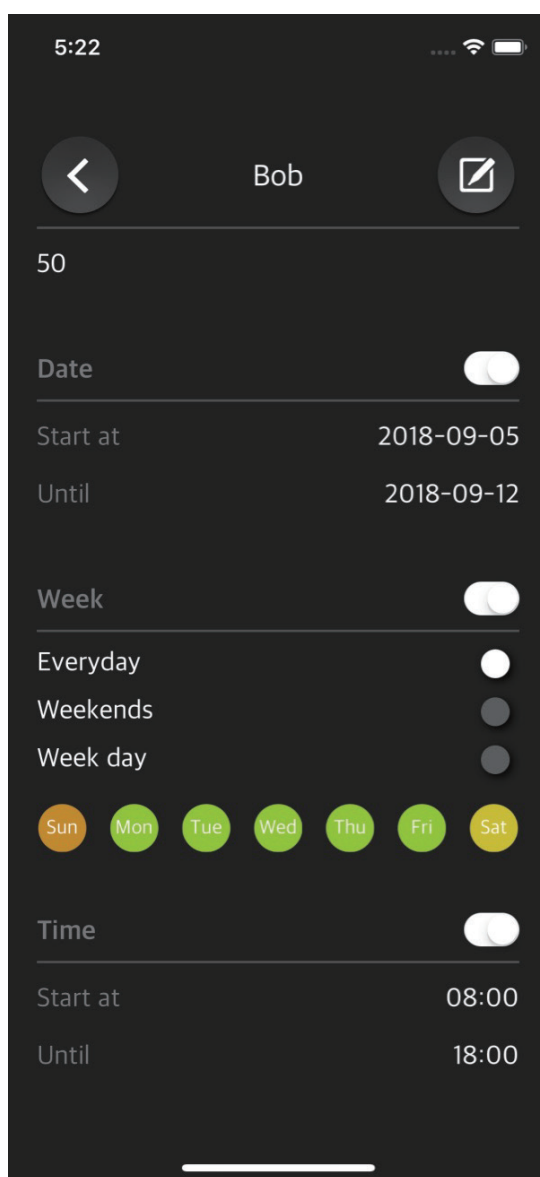 5:22
Bob
50
Date
Start at 2018-09-05
Until 2018-09-12
Week
Everyday
Weekends
Week day
Sun Mon Tue Wed Thu Fri Sat
Time
Start at 08:00
Until 18:00